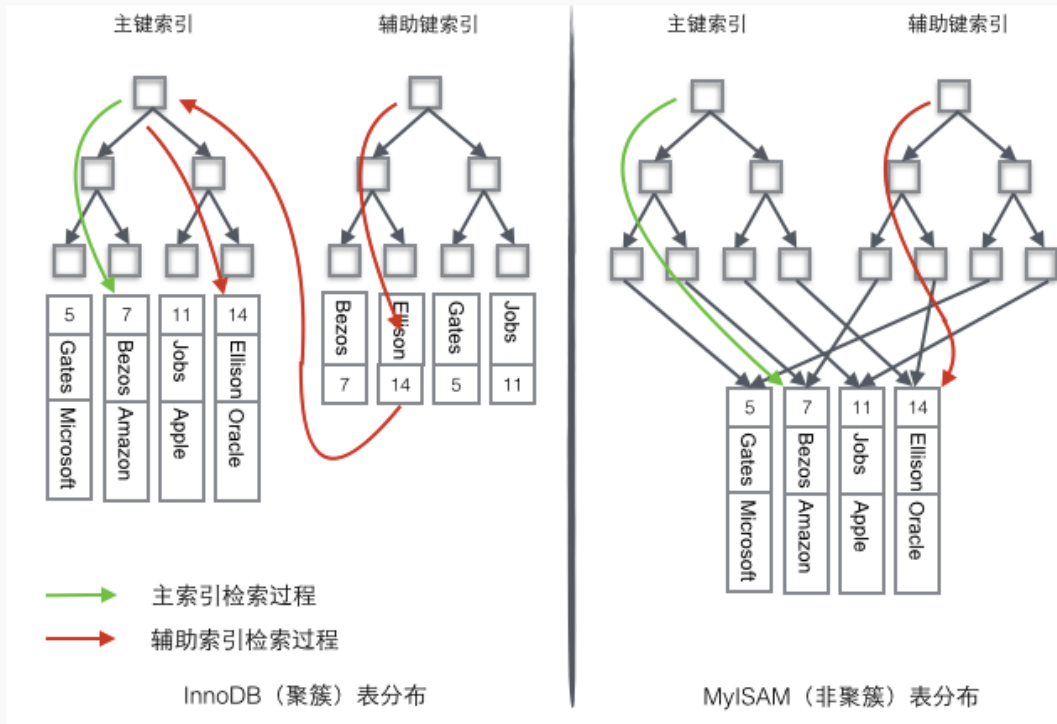 主键索引
辅助键索引
主键索引
辅助键索引
5
7
11
14
Gates
Bezos
Jobs
Ellison
Microsoft
Amazon
Apple
Oracle
Bezos
Ellison
Gates
Jobs
7
14
5
11
5
7
11
14
Gates
Bezos
Jobs
Ellison
Microsoft
Amazon
Apple
Oracle
主索引检索过程
辅助索引检索过程
InnoDB（聚簇）表分布
MyISAM（非聚簇）表分布